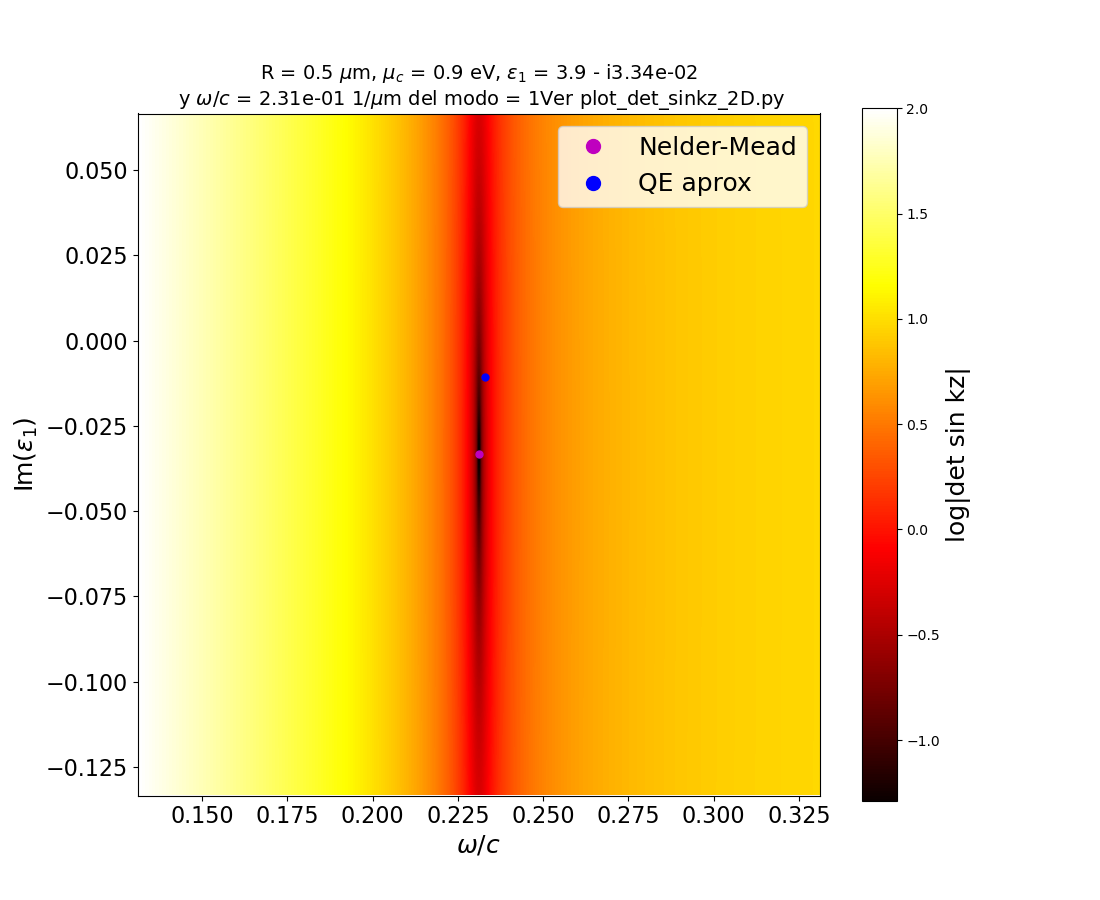 R = 0.5 μm, μc = 0.9 eV, ε1 = 3.9 - i3.34e-02
y ω/c = 2.31e-01 1/μm del modo = 1Ver plot_det_sinkz_2D.py
Nelder-Mead
QE aprox
0.050
0.025
0.000
−0.025
−0.050
−0.075
−0.100
−0.125
Im(ε1)
0.150 0.175 0.200 0.225 0.250 0.275 0.300 0.325
ω/c
2.0
1.5
1.0
0.5
0.0
−0.5
−1.0
log|det sin kz|